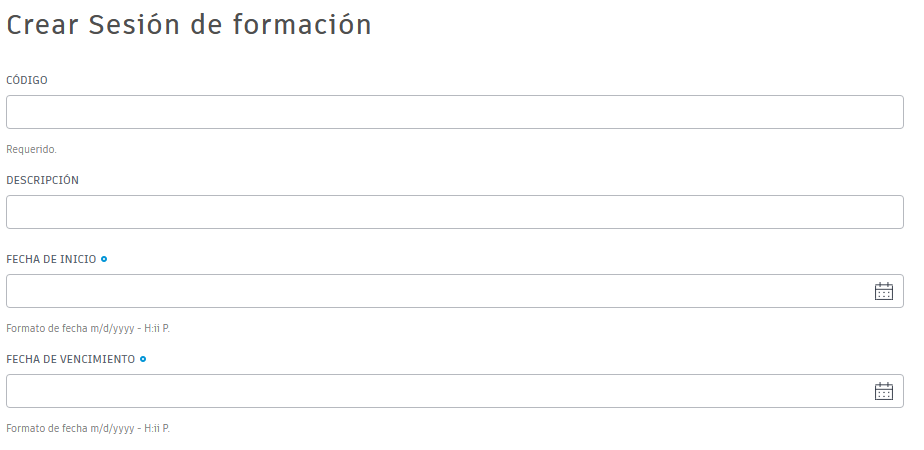 Crear Sesión de formación
CÓDIGO
Requerido.
DESCRIPCIÓN
FECHA DE INICIO
Formato de fecha m/d/yyyy - H:ii P.
FECHA DE VENCIMIENTO
Formato de fecha m/d/yyyy - H:ii P.